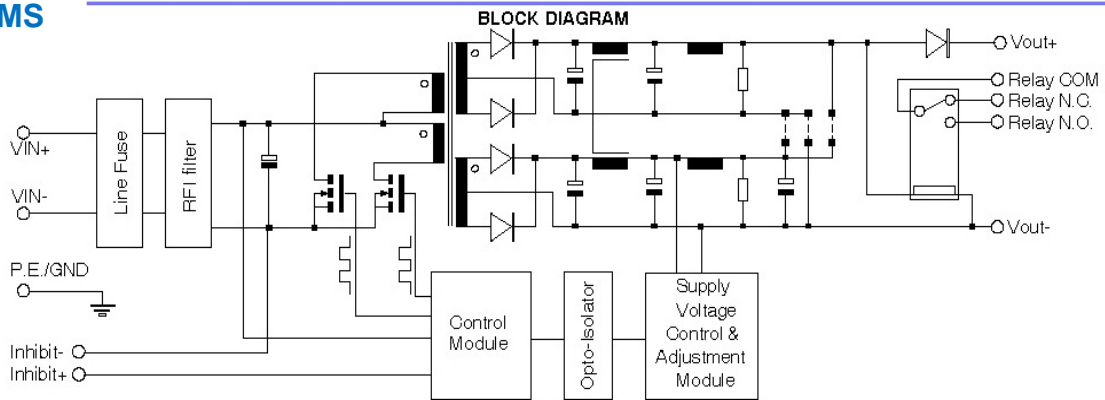 MS
BLOCK DIAGRAM
Vout+
Relay COM
Relay N.C.
Relay N.O.
VIN+
VIN-
Line Fuse
RFI filter
Vout-
P.E./GND
Inhibit-
Inhibit+
Control
Module
Opto-Isolator
Supply
Voltage
Control &
Adjustment
Module